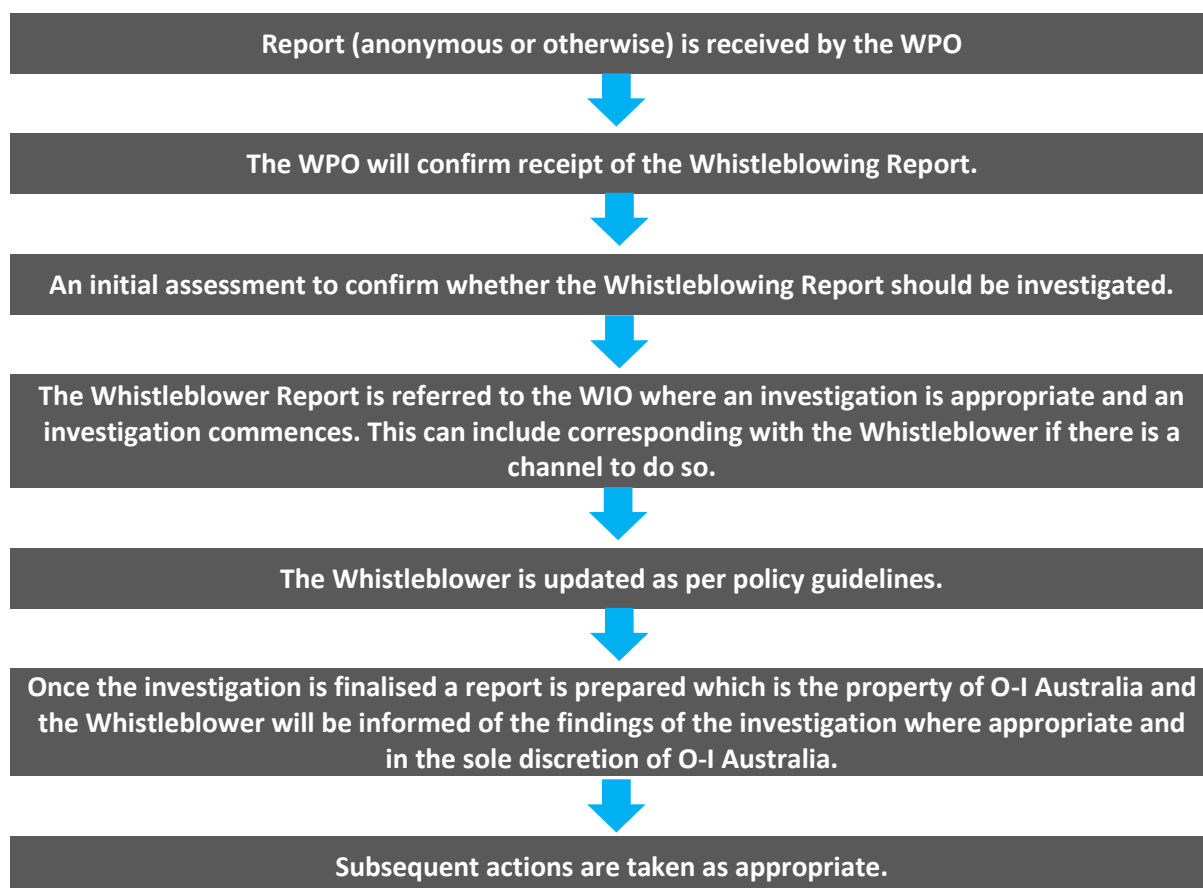 Report (anonymous or otherwise) is received by the WPO
The WPO will confirm receipt of the Whistleblowing Report.
An initial assessment to confirm whether the Whistleblowing Report should be investigated.
The Whistleblower Report is referred to the WIO where an investigation is appropriate and an
investigation commences. This can include corresponding with the Whistleblower if there is a
channel to do so.
The Whistleblower is updated as per policy guidelines.
Once the investigation is finalised a report is prepared which is the property of O-I Australia and
the Whistleblower will be informed of the findings of the investigation where appropriate and
in the sole discretion of O-I Australia.
Subsequent actions are taken as appropriate.